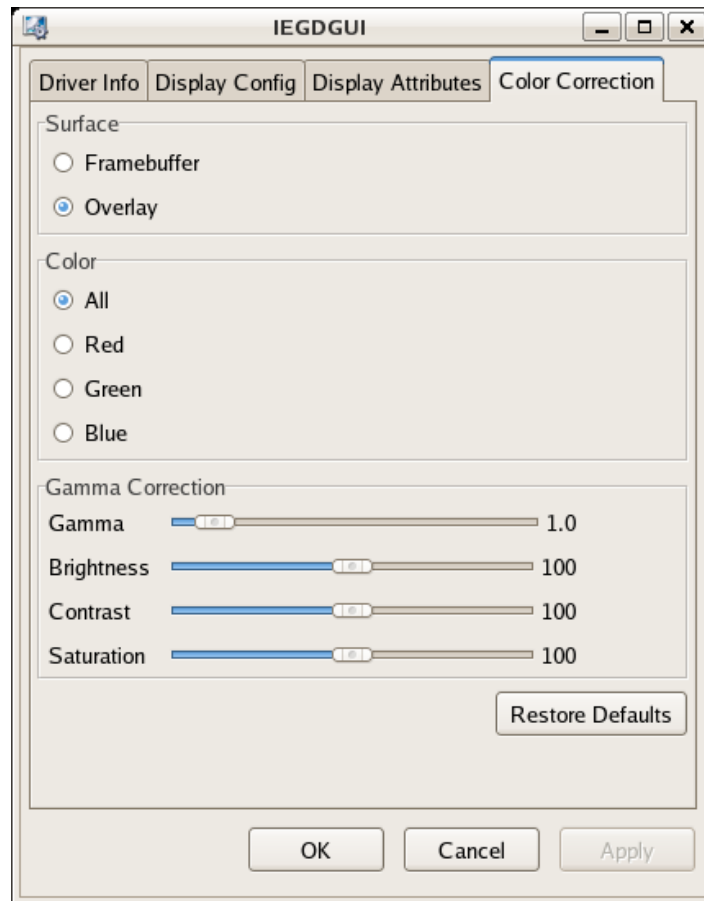 IEGDGUI
Driver Info Display Config Display Attributes Color Correction
Surface
Framebuffer
Overlay
Color
All
Red
Green
Blue
Gamma Correction
Gamma 1.0
Brightness 100
Contrast 100
Saturation 100
Restore Defaults
OK Cancel Apply